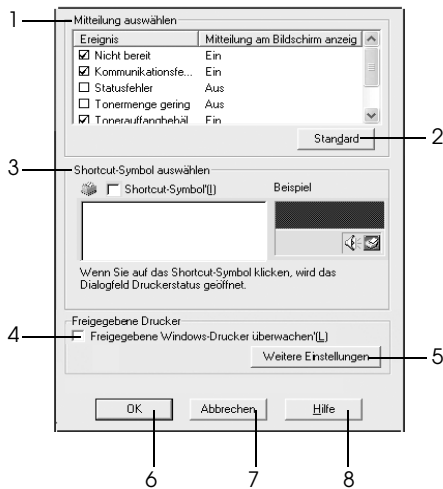 1
Mitteilung auswählen
Ereignis Mitteilung am Bildschirm anzeig
Nicht bereit Ein
Kommunikationsfe... Ein
Statusfehler Aus
Tonermenge gering Aus
Tonerauffangbehäl Ein
Standard
2
3
Shortcut-Symbol auswählen
Shortcut-Symbol'(I)
Beispiel
Wenn Sie auf das Shortcut-Symbol klicken, wird das
Dialogfeld Druckerstatus geöffnet.
Freigegebene Drucker
4
Freigegebene Windows-Drucker überwachen'(L)
Weitere Einstellungen
5
OK Abbrechen Hilfe
6 7 8